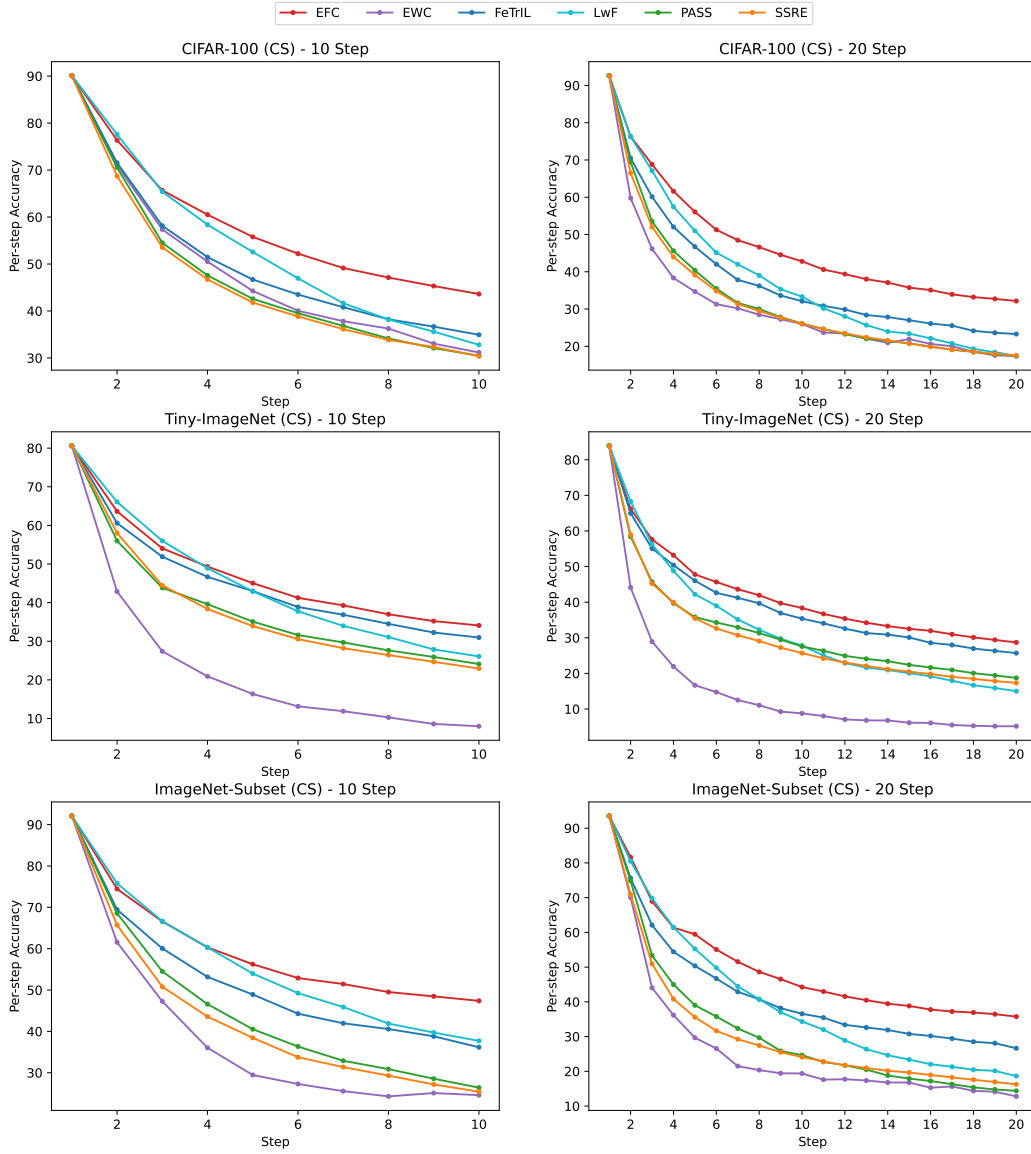 EFC EWC FeTrIL LwF PASS SSRE
CIFAR-100 (CS) - 10 Step
90
80
70
60
50
40
30
Per-step Accuracy
2 4 6 8 10
Step
CIFAR-100 (CS) - 20 Step
90
80
70
60
50
40
30
20
Per-step Accuracy
2 4 6 8 10 12 14 16 18 20
Step
Tiny-ImageNet (CS) - 10 Step
80
70
60
50
40
30
20
10
Per-step Accuracy
2 4 6 8 10
Step
Tiny-ImageNet (CS) - 20 Step
80
70
60
50
40
30
20
10
Per-step Accuracy
2 4 6 8 10 12 14 16 18 20
Step
ImageNet-Subset (CS) - 10 Step
90
80
70
60
50
40
30
Per-step Accuracy
2 4 6 8 10
Step
ImageNet-Subset (CS) - 20 Step
90
80
70
60
50
40
30
20
10
Per-step Accuracy
2 4 6 8 10 12 14 16 18 20
Step